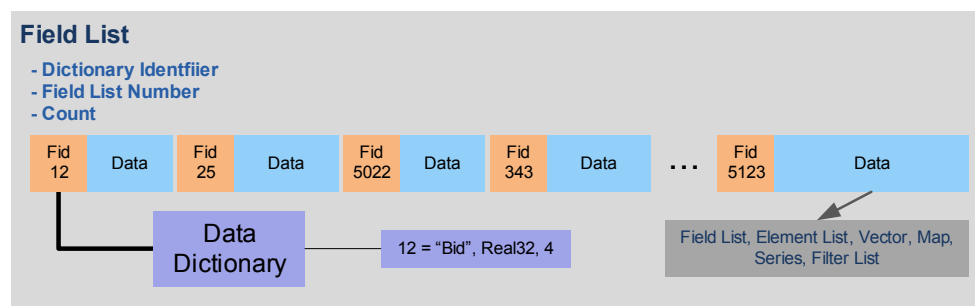 Field List
- Dictionary Identfiier
- Field List Number
- Count
Fid
12
Data
Fid
25
Data
Fid
5022
Data
Fid
343
Data
...
Fid
5123
Data
Data
Dictionary
12 = “Bid”, Real32, 4
Field List, Element List, Vector, Map,
Series, Filter List